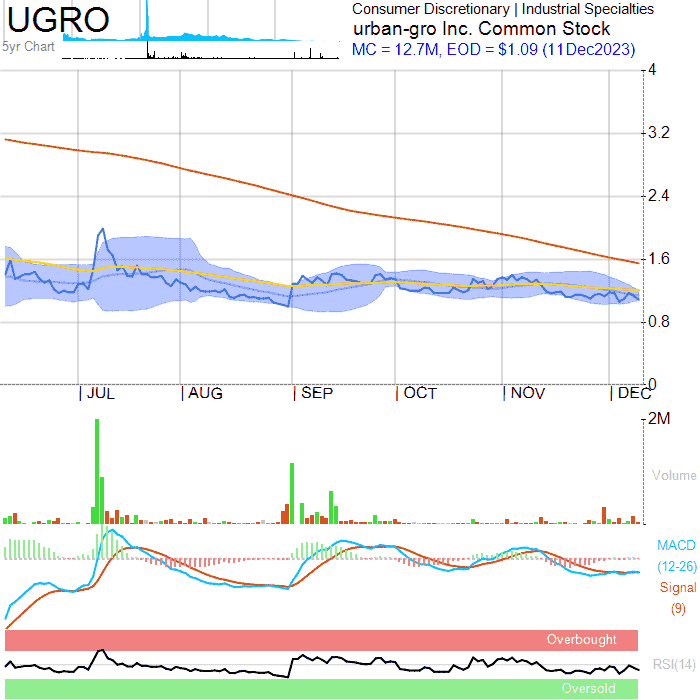 UGRO
5yr Chart
Consumer Discretionary | Industrial Specialties
urban-gro Inc. Common Stock
MC = 12.7M, EOD = $1.09 (11Dec2023)
4
3.2
2.4
1.6
0.8
0
JUL AUG SEP OCT NOV DEC
2M
Volume
MACD
(12-26)
Signal
(9)
Overbought
RSI(14)
Oversold